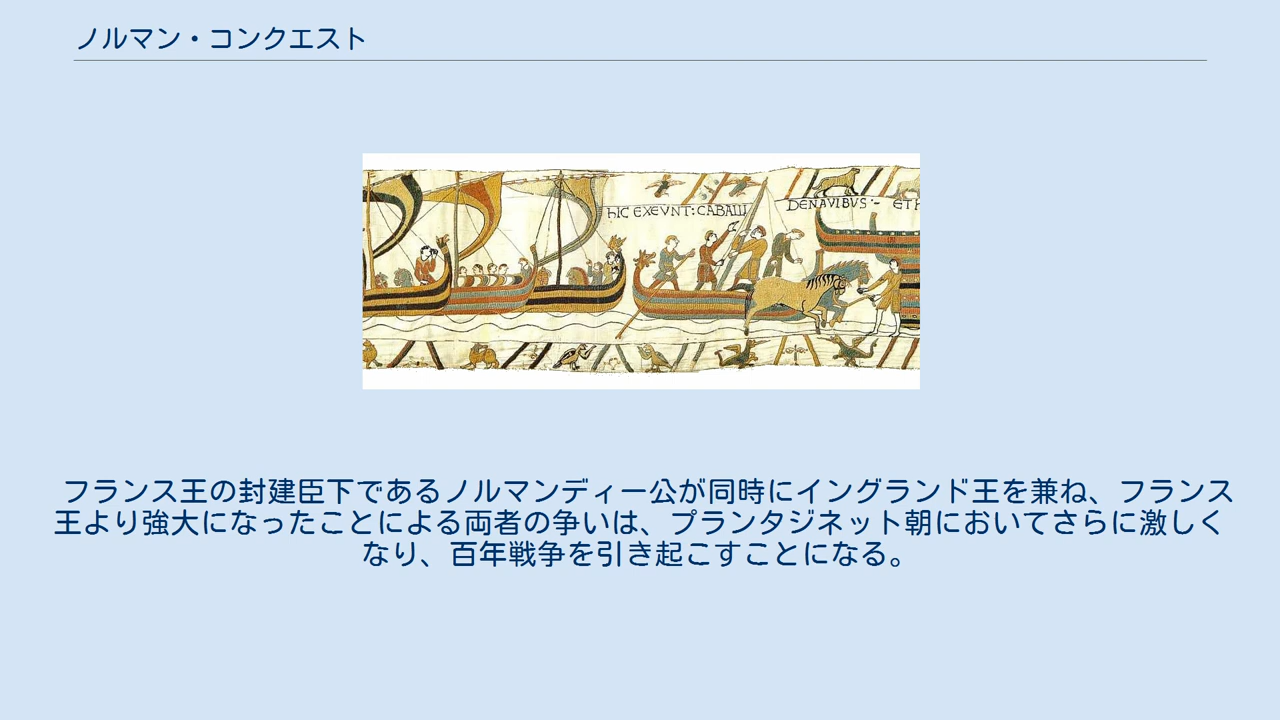 ノルマン・コンクエスト
hIC EXEVNT:CABALLI DENAVIBVS·- ETh
フランス王の封建臣下であるノルマンディー公が同時にイングランド王を兼ね、フランス
王より強大になったことによる両者の争いは、プランタジネット朝においてさらに激しく
なり、百年戦争を引き起こすことになる。